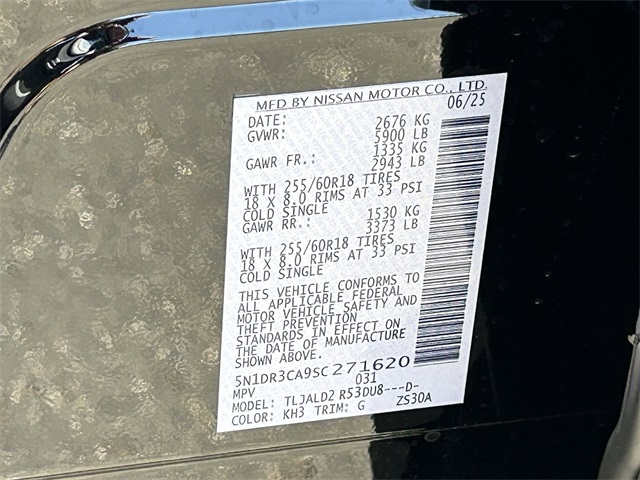 MFD BY NISSAN MOTOR CO., LTD.
DATE: 06/25
GVWR: 2676 KG
5900 LB
GAWR FR.: 1335 KG
2943 LB
WITH 255/60R18 TIRES
18 X 8.0 RIMS AT 33 PSI
COLD SINGLE
GAWR RR.: 1530 KG
3373 LB
WITH 255/60R18 TIRES
18 X 8.0 RIMS AT 33 PSI
COLD SINGLE
THIS VEHICLE CONFORMS TO
ALL APPLICABLE FEDERAL
MOTOR VEHICLE SAFETY AND
THEFT PREVENTION
STANDARDS IN EFFECT ON
THE DATE OF MANUFACTURE
SHOWN ABOVE.
5N1DR3CA9SC271620
MPV 031
MODEL: TLJALD2 R53DU8---D-
COLOR: KH3 TRIM: G ZS30A